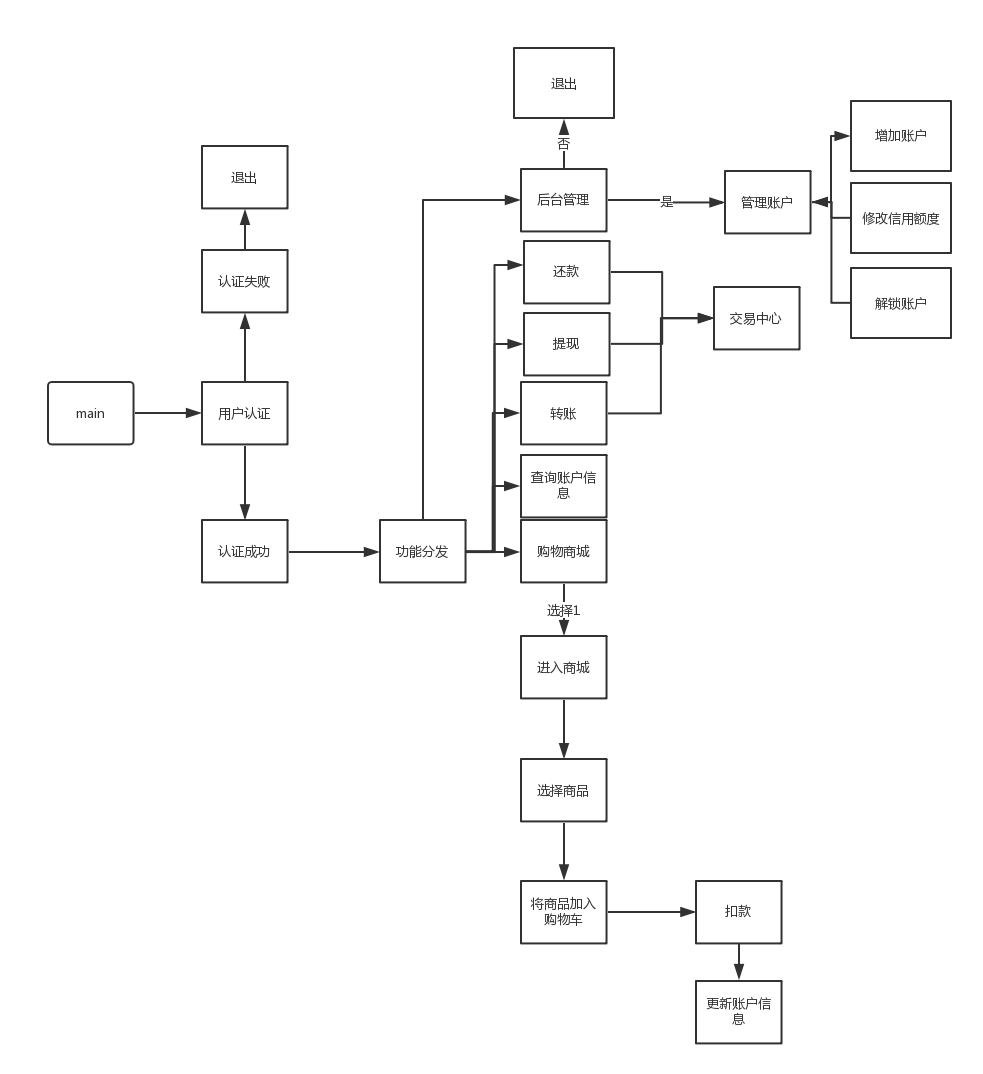 退出
否
增加账户
退出
后台管理
是
管理账户
修改信用额度
认证失败
还款
解锁账户
交易中心
提现
main
用户认证
转账
查询账户信
息
认证成功
功能分发
购物商城
选择1
进入商城
选择商品
将商品加入
购物车
扣款
更新账户信
息